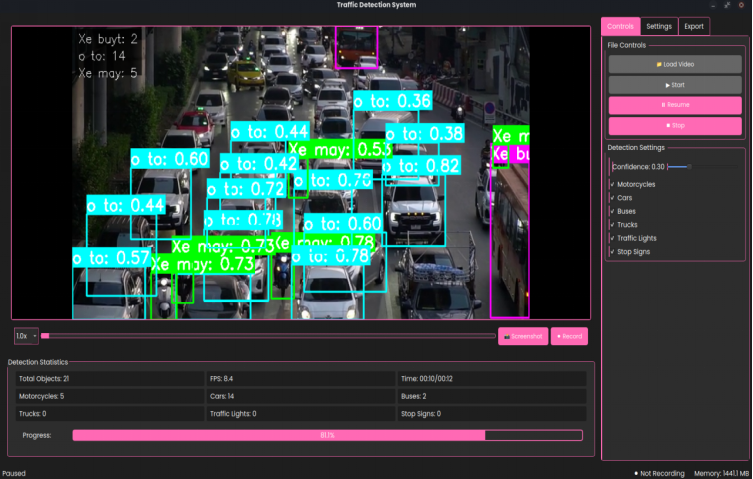 Traffic Detection System
Controls
Settings
Export
Xe buyt: 2
o to: 14
Xe may: 5
o to: 0.36
o to: 0.44
o to: 0.38
Xe may: 0.53
Xe m
Xe bu
o to: 0.60
o to: 0.42
o to: 0.82
o to: 0.76
o to: 0.72
o to: 0.44
o to: 0.78
o to: 0.60
Xe may: 0.73
Xe may: 0.78
o to: 0.57
Xe may: 0.73
o to: 0.78
File Controls
Load Video
Start
Resume
Stop
Detection Settings
Confidence: 0.30
Motorcycles
Cars
Buses
Trucks
Traffic Lights
Stop Signs
1.0x
Screenshot
Record
Detection Statistics
Total Objects: 21
FPS: 8.4
Time: 00:10/00:12
Motorcycles: 5
Cars: 14
Buses: 2
Trucks: 0
Traffic Lights: 0
Stop Signs: 0
Progress:
81.1%
Paused
Not Recording
Memory: 1441.1 MB